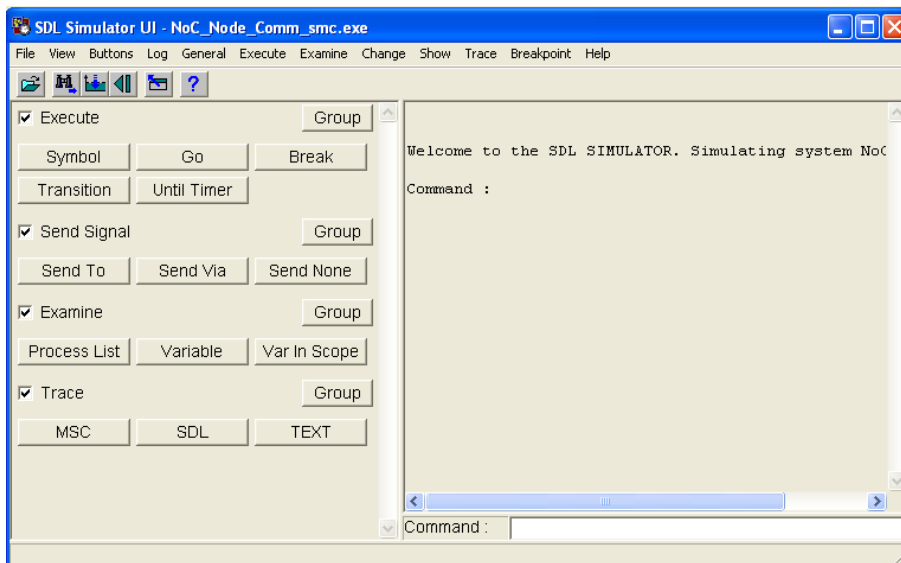 SDL Simulator UI - NoC_Node_Comm_smc.exe
File View Buttons Log General Execute Examine Change Show Trace Breakpoint Help
?
Execute Group
Symbol Go Break
Transition Until Timer
Send Signal Group
Send To Send Via Send None
Examine Group
Process List Variable Var In Scope
Trace Group
MSC SDL TEXT
Welcome to the SDL SIMULATOR. Simulating system NoC
Command :
Command :